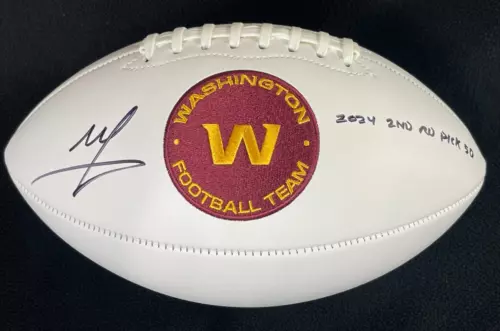 WASHINGTON
W
FOOTBALL TEAM
2024 2ND RD PICK 50